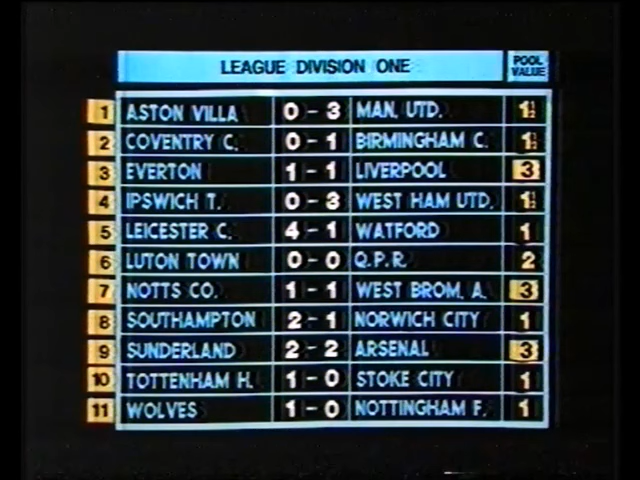 LEAGUE DIVISION ONE POOL VALUE
1 ASTON VILLA 0 - 3 MAN. UTD. 1½
2 COVENTRY C. 0 - 1 BIRMINGHAM C. 1½
3 EVERTON 1 - 1 LIVERPOOL 3
4 IPSWICH T. 0 - 3 WEST HAM UTD. 1½
5 LEICESTER C. 4 - 1 WATFORD 1
6 LUTON TOWN 0 - 0 Q.P.R. 2
7 NOTTS CO. 1 - 1 WEST BROM. A. 3
8 SOUTHAMPTON 2 - 1 NORWICH CITY 1
9 SUNDERLAND 2 - 2 ARSENAL 3
10 TOTTENHAM H. 1 - 0 STOKE CITY 1
11 WOLVES 1 - 0 NOTTINGHAM F. 1